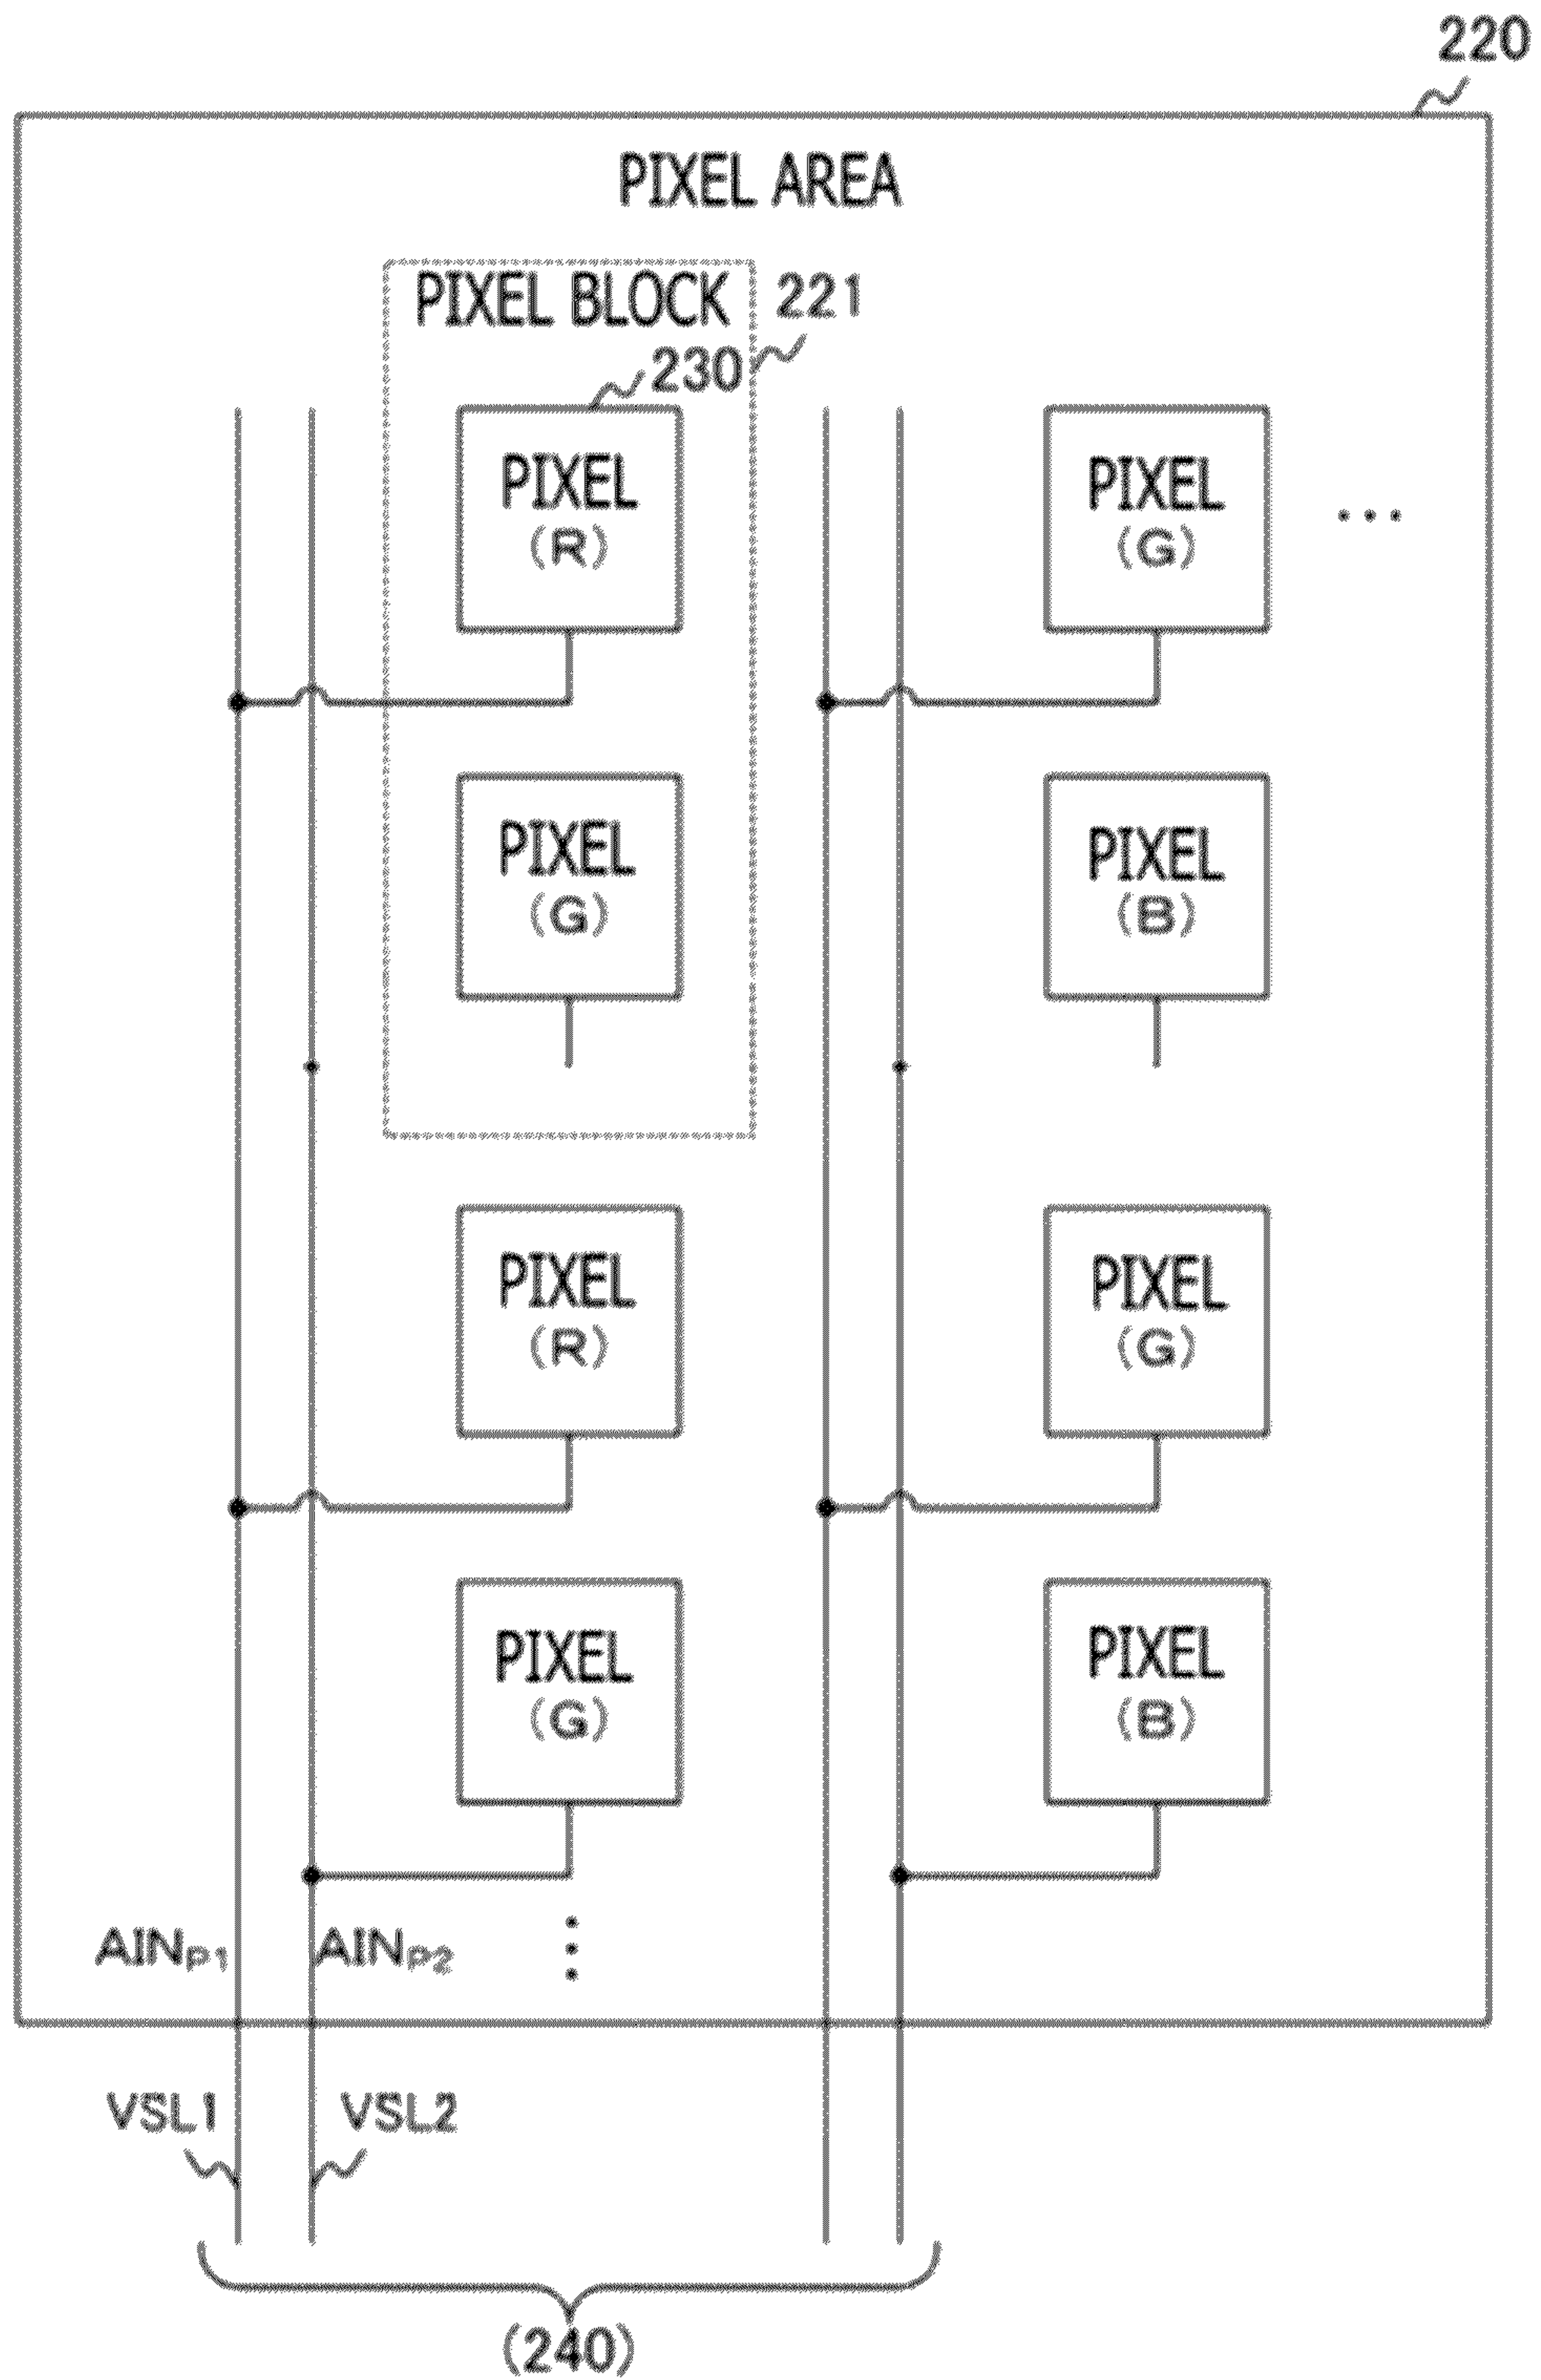 220
PIXEL AREA
PIXEL BLOCK
221
230
PIXEL
(R)
PIXEL
(G)
...
PIXEL
(G)
PIXEL
(B)
PIXEL
(R)
PIXEL
(G)
PIXEL
(G)
PIXEL
(B)
AINP1
AINP2
VSL1
VSL2
(240)